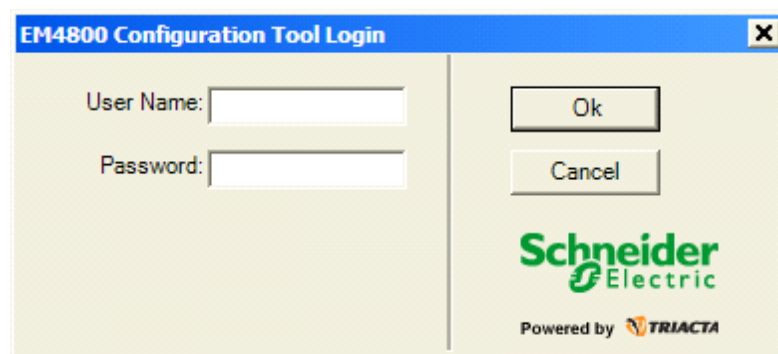 EM4800 Configuration Tool Login
User Name:
Password:
Ok
Cancel
Schneider
Electric
Powered by TRIACTA